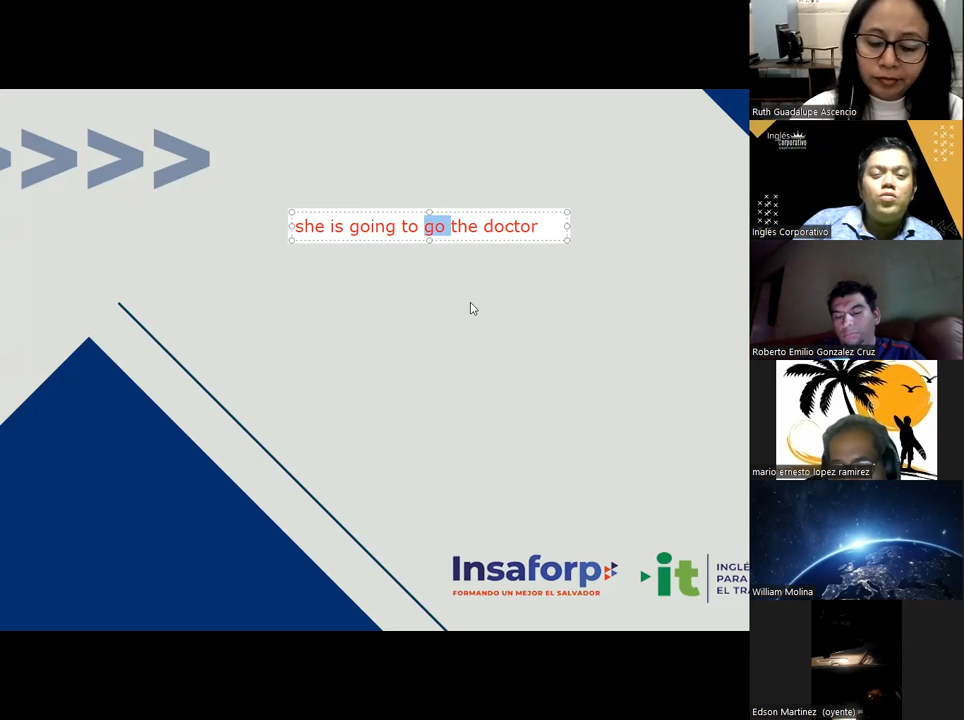 she is going to go the doctor
Insaforp
FORMANDO UN MEJOR EL SALVADOR
it
INGLÉ
PARA
EL TRA
Ruth Guadalupe Ascencio
Inglés
Corporativo
Inglés Corporativo
Roberto Emilio Gonzalez Cruz
mario ernesto lopez ramirez
William Molina
Edson Martinez (oyente)